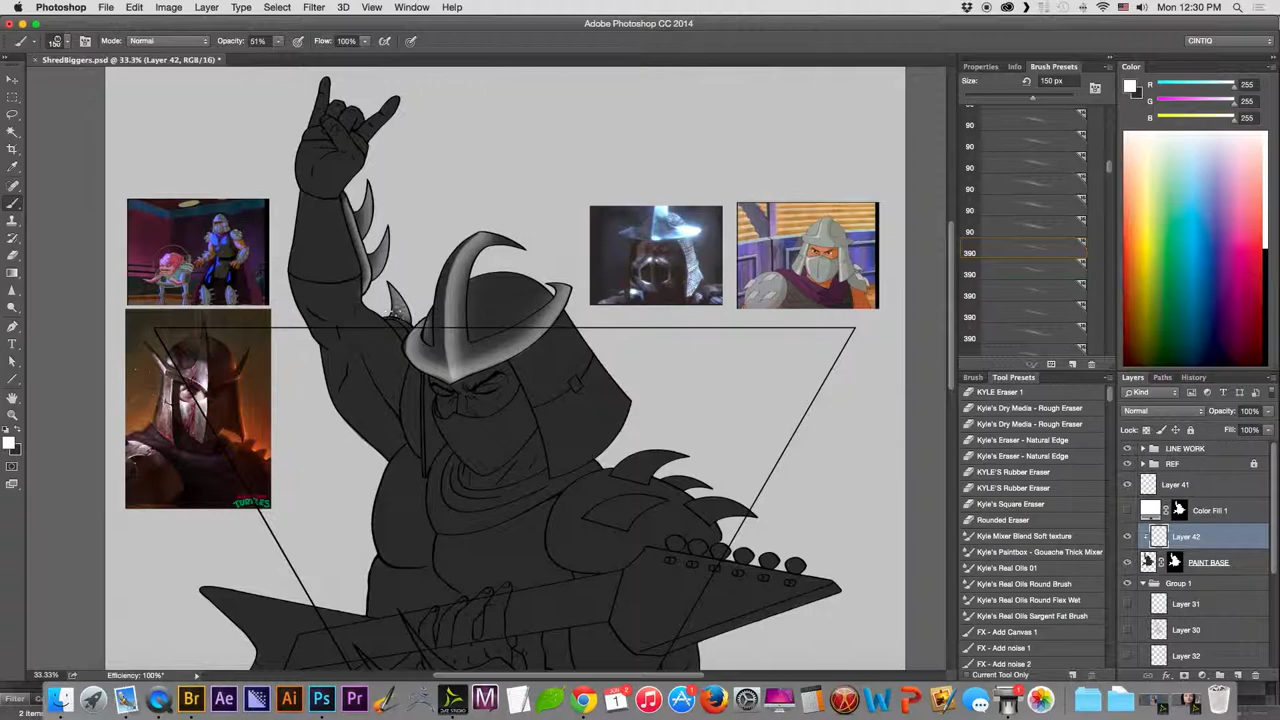 Photoshop File Edit Image Layer Type Select Filter 3D View Window Help Mon 12:30 PM
Adobe Photoshop CC 2014
150 Mode: Normal Opacity: 51% Flow: 100% CINTIQ
ShredBiggers.psd @ 33.3% (Layer 42, RGB/16) *
Properties Info Brush Presets
Size: 150 px
90
90
90
90
90
90
390
390
390
390
390
Color
R 255
G 255
B 255
Brush Tool Presets
KYLE Eraser 1
Kyle's Dry Media - Rough Eraser
Kyle's Dry Media - Rough Eraser
Kyle's Eraser - Natural Edge
Kyle's Eraser - Natural Edge
KYLE'S Rubber Eraser
KYLE'S Rubber Eraser
Kyle's Square Eraser
Rounded Eraser
Kyle Mixer Blend Soft texture
Kyle's Paintbox - Gouache Thick Mixer
Kyle's Real Oils 01
Kyle's Real Oils Round Brush
Kyle's Real Oils Round Flex Wet
Kyle's Real Oils Sargent Fat Brush
FX - Add Canvas 1
FX - Add noise 1
FX - Add noise 2
Current Tool Only
Layers Paths History
Kind
Normal Opacity: 100%
Lock: Fill: 100%
LINE WORK
REF
Layer 41
Color Fill 1
Layer 42
PAINT BASE
Group 1
Layer 31
Layer 30
Layer 32
TURTLES
33.33% Efficiency: 100%*
Filter
Br Ae Ai Ps Pr
2 items